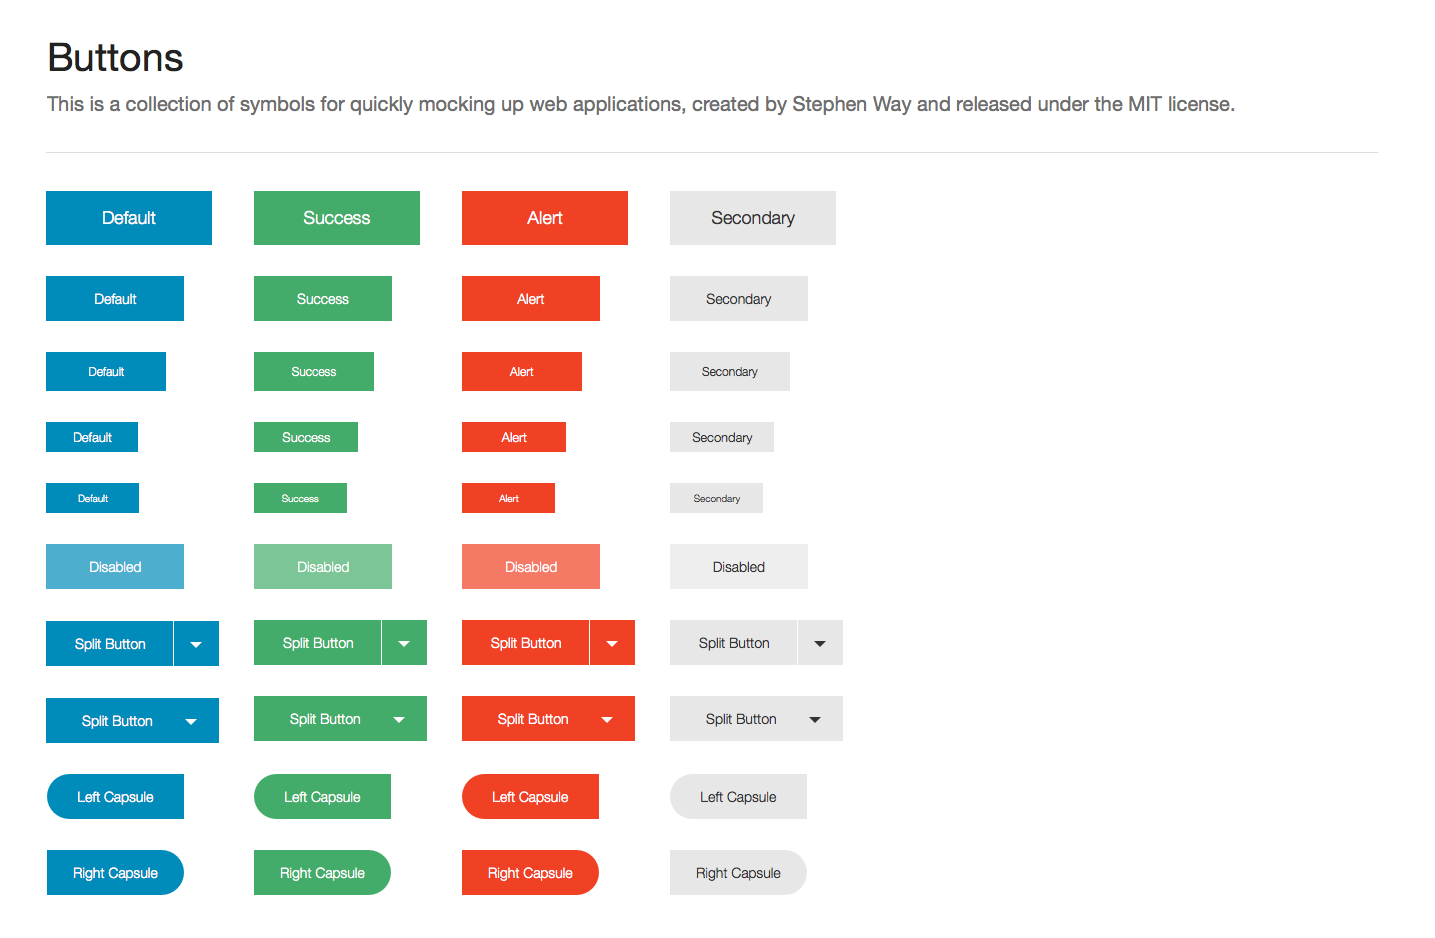 Buttons
This is a collection of symbols for quickly mocking up web applications, created by Stephen Way and released under the MIT license.
Default Success Alert Secondary
Default Success Alert Secondary
Default Success Alert Secondary
Default Success Alert Secondary
Default Success Alert Secondary
Disabled Disabled Disabled Disabled
Split Button Split Button Split Button Split Button
Split Button Split Button Split Button Split Button
Left Capsule Left Capsule Left Capsule Left Capsule
Right Capsule Right Capsule Right Capsule Right Capsule